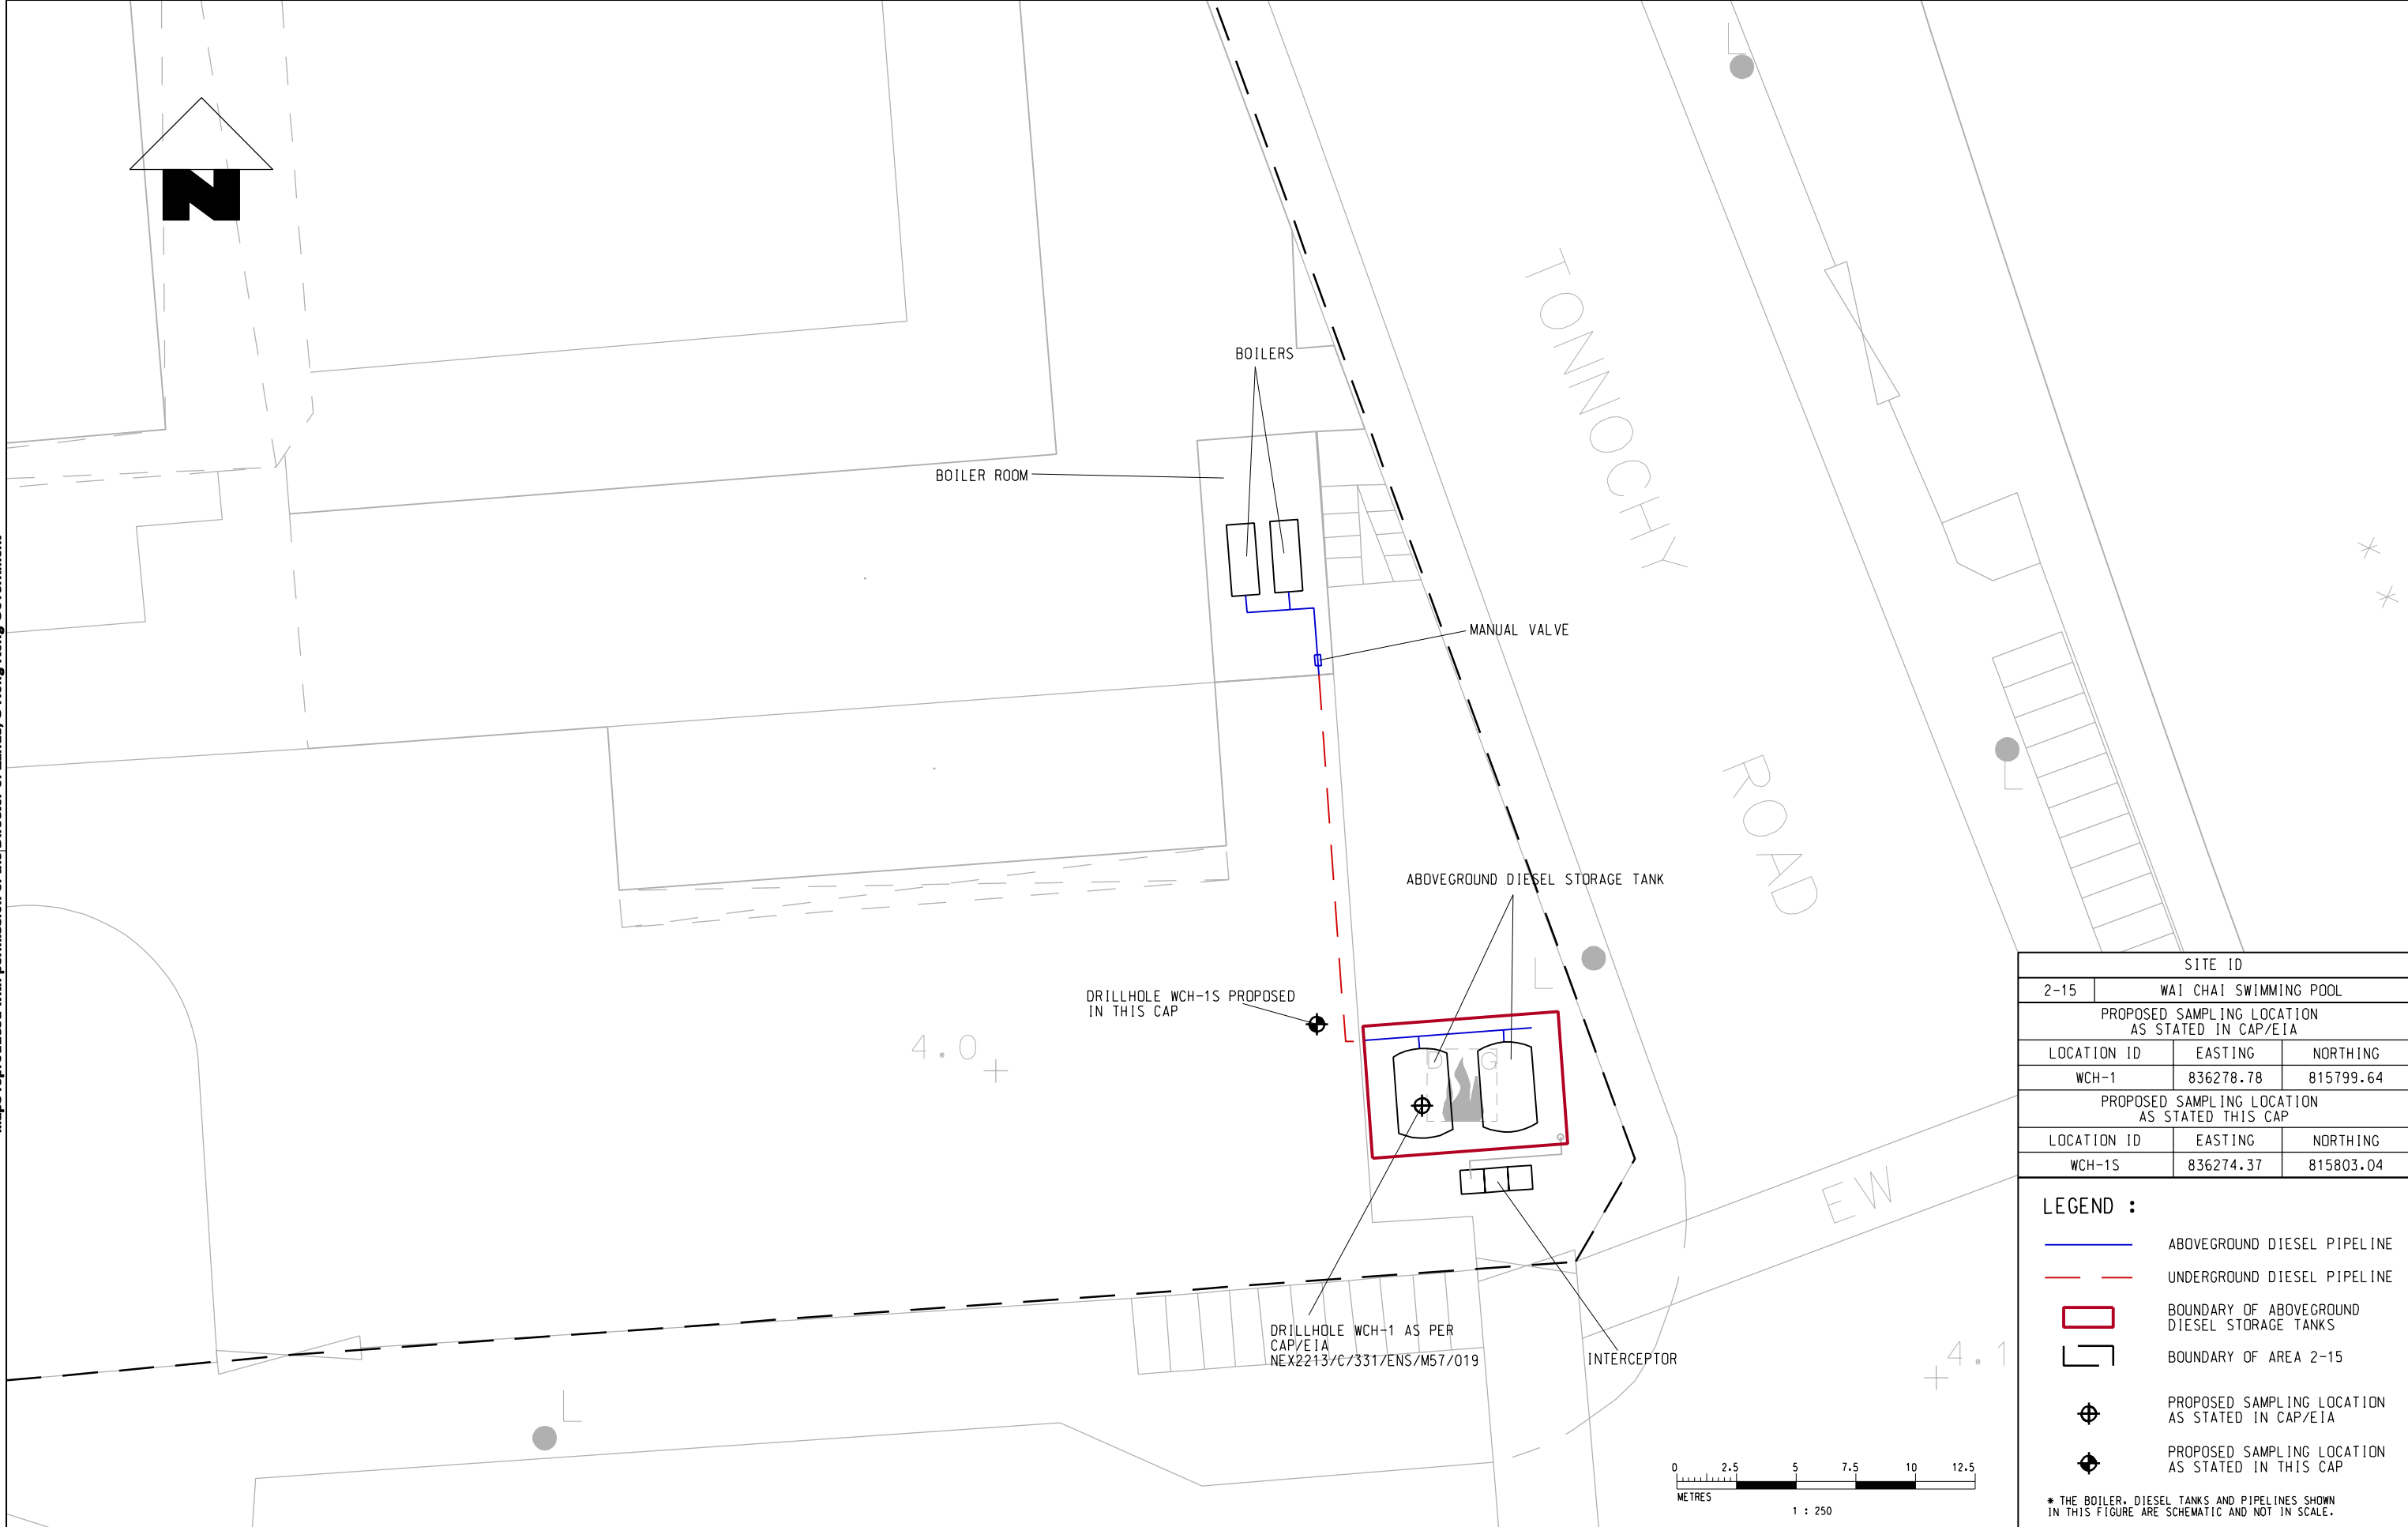 N
TONNOCHY
BOILERS
BOILER ROOM
MANUAL VALVE
ROAD
ABOVEGROUND DIESEL STORAGE TANK
L
L
L
L
DRILLHOLE WCH-1S PROPOSED
IN THIS CAP
4.0
D G
EW
DRILLHOLE WCH-1 AS PER
CAP/EIA
NEX2213/C/331/ENS/M57/019
INTERCEPTOR
4.1
0 2.5 5 7.5 10 12.5
METRES
1 : 250
SITE ID
2-15 WAI CHAI SWIMMING POOL
PROPOSED SAMPLING LOCATION
AS STATED IN CAP/EIA
LOCATION ID EASTING NORTHING
WCH-1 836278.78 815799.64
PROPOSED SAMPLING LOCATION
AS STATED THIS CAP
LOCATION ID EASTING NORTHING
WCH-1S 836274.37 815803.04
LEGEND :
ABOVEGROUND DIESEL PIPELINE
UNDERGROUND DIESEL PIPELINE
BOUNDARY OF ABOVEGROUND
DIESEL STORAGE TANKS
BOUNDARY OF AREA 2-15
PROPOSED SAMPLING LOCATION
AS STATED IN CAP/EIA
PROPOSED SAMPLING LOCATION
AS STATED IN THIS CAP
* THE BOILER, DIESEL TANKS AND PIPELINES SHOWN
IN THIS FIGURE ARE SCHEMATIC AND NOT IN SCALE.